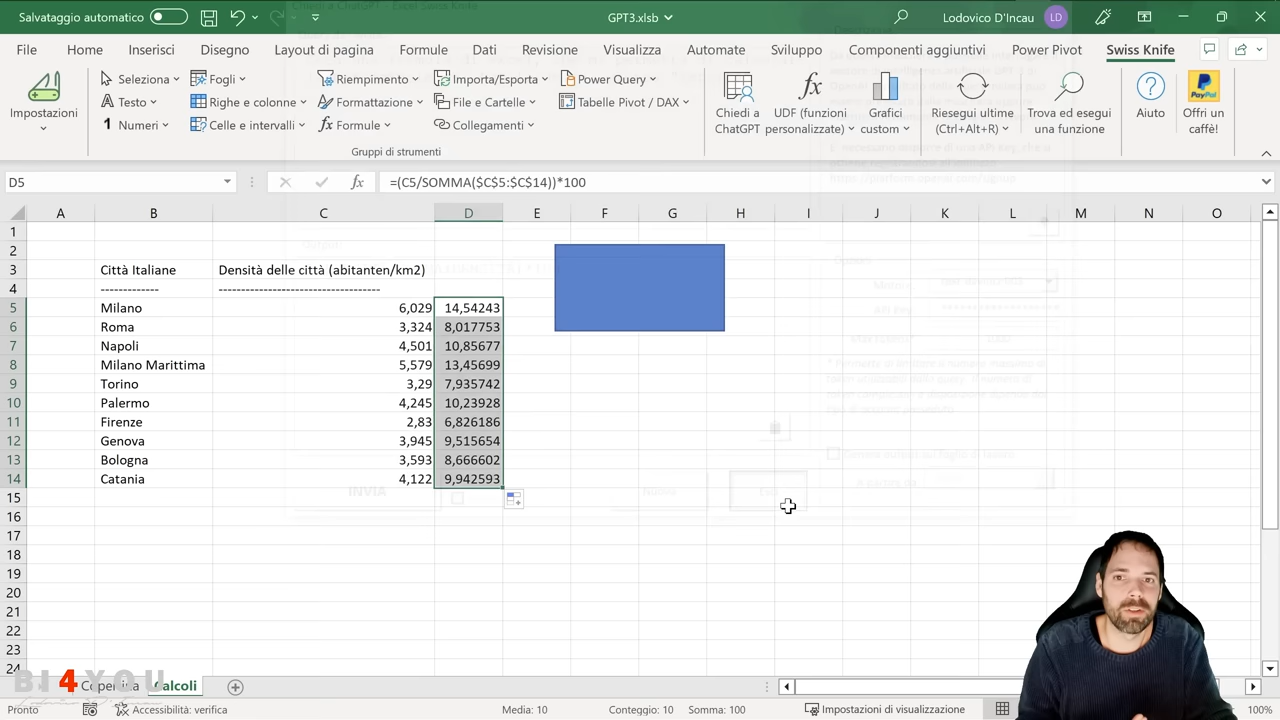 Salvataggio automatico
GPT3.xlsb
Lodovico D'Incau
LD
File
Home
Inserisci
Disegno
Layout di pagina
Formule
Dati
Revisione
Visualizza
Automate
Sviluppo
Componenti aggiuntivi
Power Pivot
Swiss Knife
Impostazioni
Seleziona
Testo
Numeri
Fogli
Righe e colonne
Celle e intervalli
Riempimento
Formattazione
Formule
Importa/Esporta
File e Cartelle
Collegamenti
Power Query
Tabelle Pivot / DAX
Gruppi di strumenti
Chiedi a
ChatGPT
UDF (funzioni
personalizzate)
Grafici
custom
Riesegui ultime
(Ctrl+Alt+R)
Trova ed esegui
una funzione
Aiuto
PayPal
Offri un
caffè!
D5
fx
=(C5/SOMMA($C$5:$C$14))*100
A B C D E F G H I J K L M N O
1
2
3 Città Italiane Densità delle città (abitanten/km2)
4 ------------- -----------------------------------
5 Milano 6,029 14,54243
6 Roma 3,324 8,017753
7 Napoli 4,501 10,85677
8 Milano Marittima 5,579 13,45699
9 Torino 3,29 7,935742
10 Palermo 4,245 10,23928
11 Firenze 2,83 6,826186
12 Genova 3,945 9,515654
13 Bologna 3,593 8,666602
14 Catania 4,122 9,942593
15
16
17
18
19
20
21
22
23
24
BI4YOU
Calcoli
Pronto
Accessibilità: verifica
Media: 10
Conteggio: 10
Somma: 100
Impostazioni di visualizzazione
100%